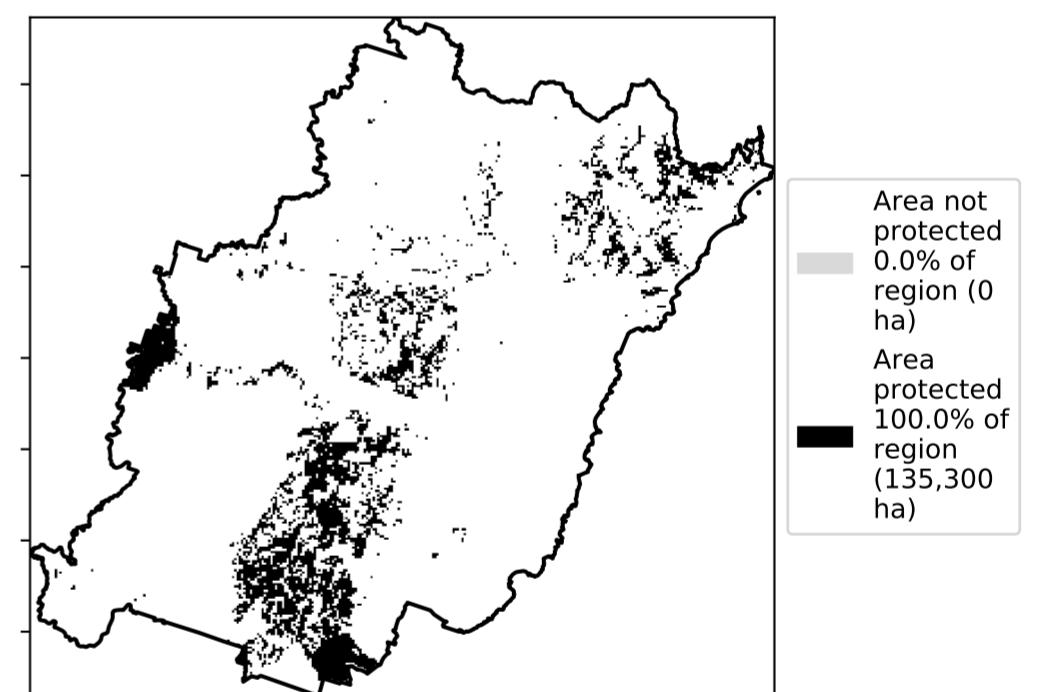 Area not
protected
0.0% of
region (0
ha)
Area
protected
100.0% of
region
(135,300
ha)